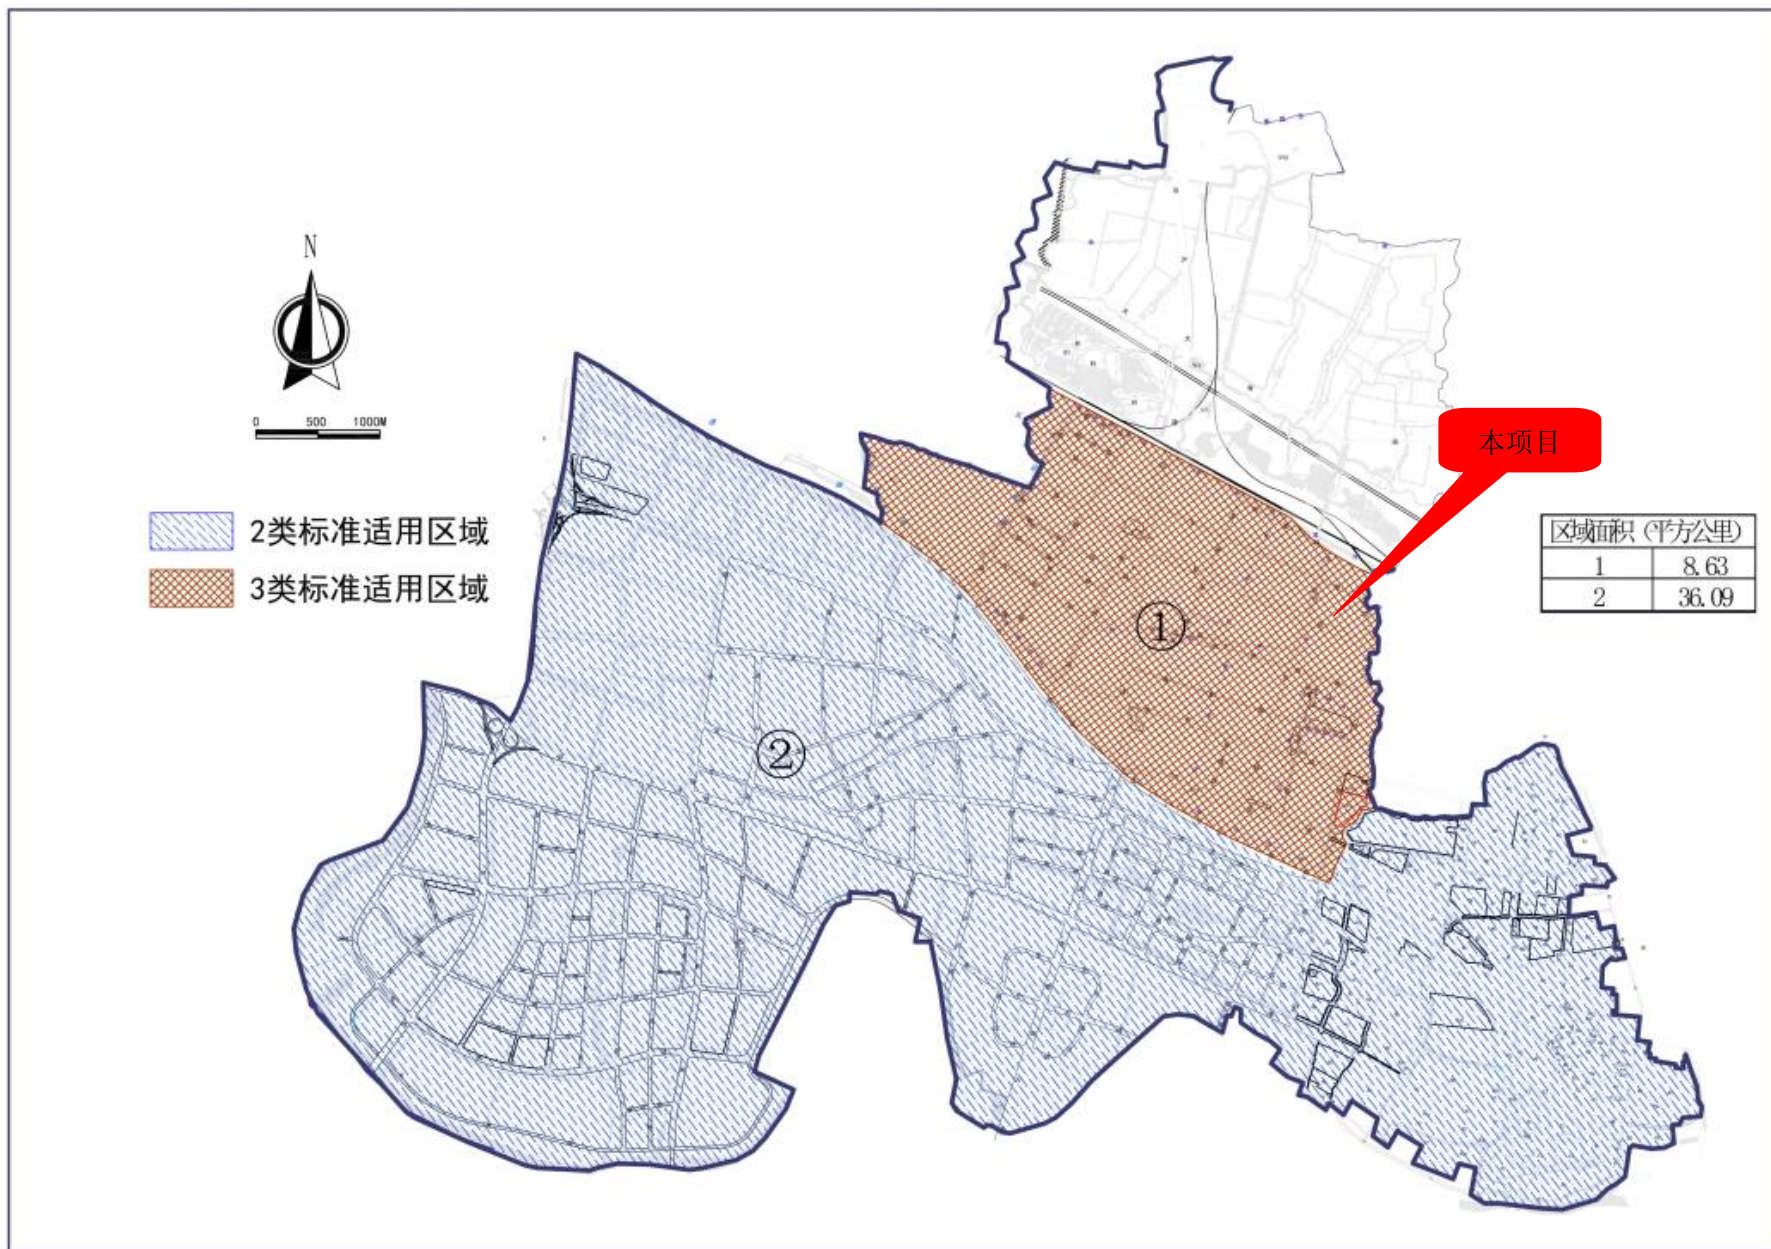 N
0 500 1000M
2类标准适用区域
3类标准适用区域
本项目
区域面积（平方公里）
1 8.63
2 36.09
①
②